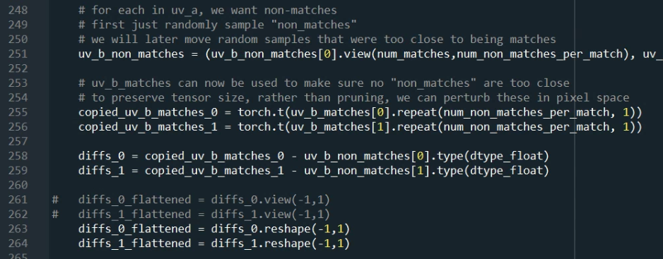 248 # for each in uv_a, we want non-matches
249 # first just randomly sample "non_matches"
250 # we will later move random samples that were too close to being matches
251 uv_b_non_matches = (uv_b_non_matches[0].view(num_matches,num_non_matches_per_match), uv_
252
253 # uv_b_matches can now be used to make sure no "non_matches" are too close
254 # to preserve tensor size, rather than pruning, we can perturb these in pixel space
255 copied_uv_b_matches_0 = torch.t(uv_b_matches[0].repeat(num_non_matches_per_match, 1))
256 copied_uv_b_matches_1 = torch.t(uv_b_matches[1].repeat(num_non_matches_per_match, 1))
257
258 diffs_0 = copied_uv_b_matches_0 - uv_b_non_matches[0].type(dtype_float)
259 diffs_1 = copied_uv_b_matches_1 - uv_b_non_matches[1].type(dtype_float)
260
261 # diffs_0_flattened = diffs_0.view(-1,1)
262 # diffs_1_flattened = diffs_1.view(-1,1)
263 diffs_0_flattened = diffs_0.reshape(-1,1)
264 diffs_1_flattened = diffs_1.reshape(-1,1)
265